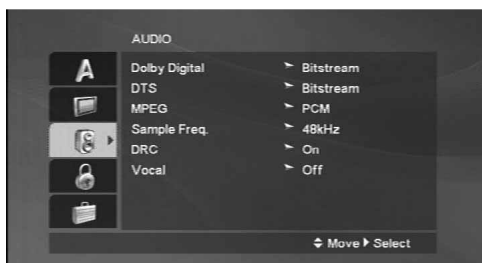 AUDIO
A
Dolby Digital Bitstream
DTS Bitstream
MPEG PCM
Sample Freq. 48kHz
DRC On
Vocal Off
Move Select